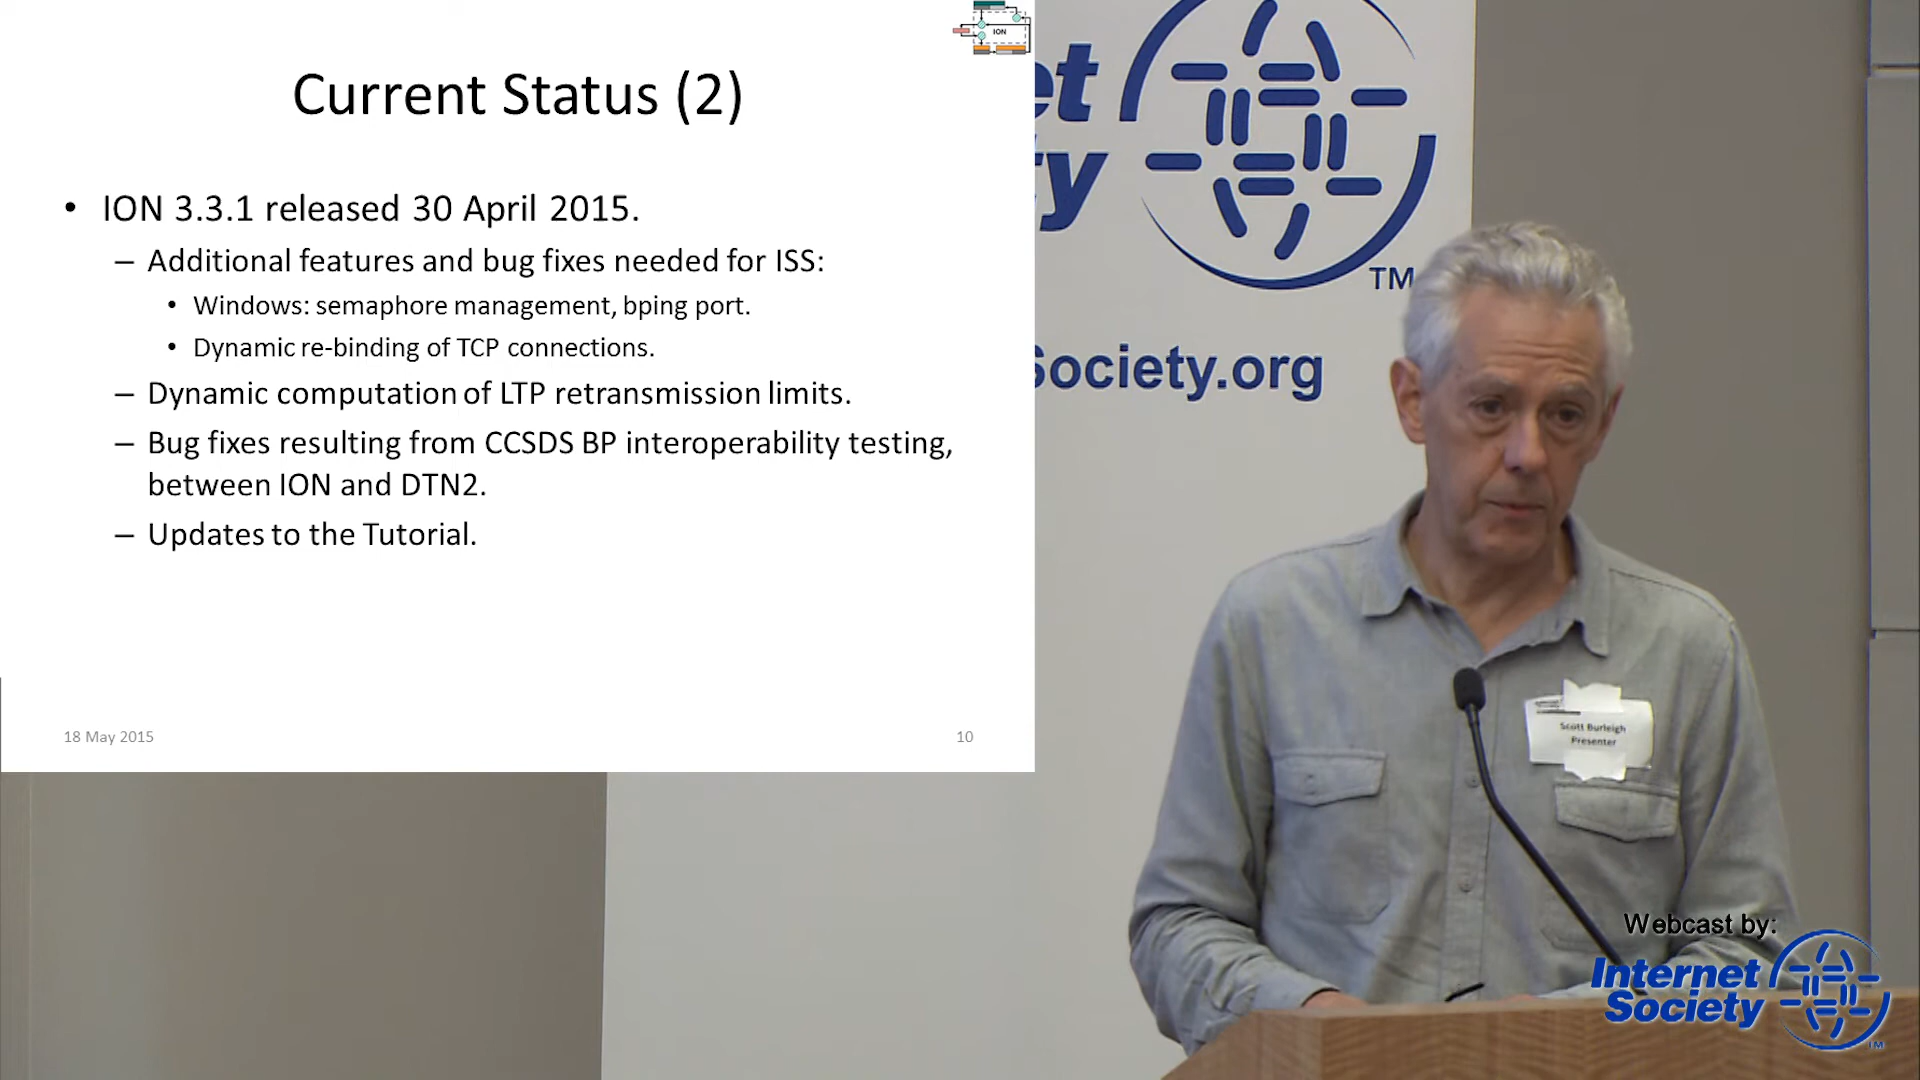 ION
Current Status (2)
• ION 3.3.1 released 30 April 2015.
– Additional features and bug fixes needed for ISS:
• Windows: semaphore management, bping port.
• Dynamic re-binding of TCP connections.
– Dynamic computation of LTP retransmission limits.
– Bug fixes resulting from CCSDS BP interoperability testing,
between ION and DTN2.
– Updates to the Tutorial.
18 May 2015
10
et
ty
TM
Society.org
Scott Burleigh
Presenter
Webcast by:
Internet
Society
TM